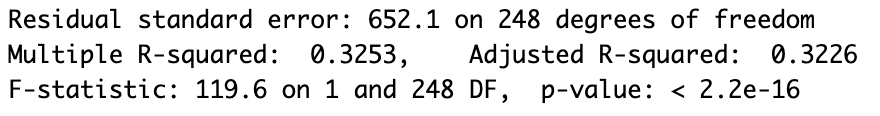 Residual standard error: 652.1 on 248 degrees of freedom
Multiple R-squared:  0.3253,    Adjusted R-squared:  0.3226
F-statistic: 119.6 on 1 and 248 DF,  p-value: < 2.2e-16